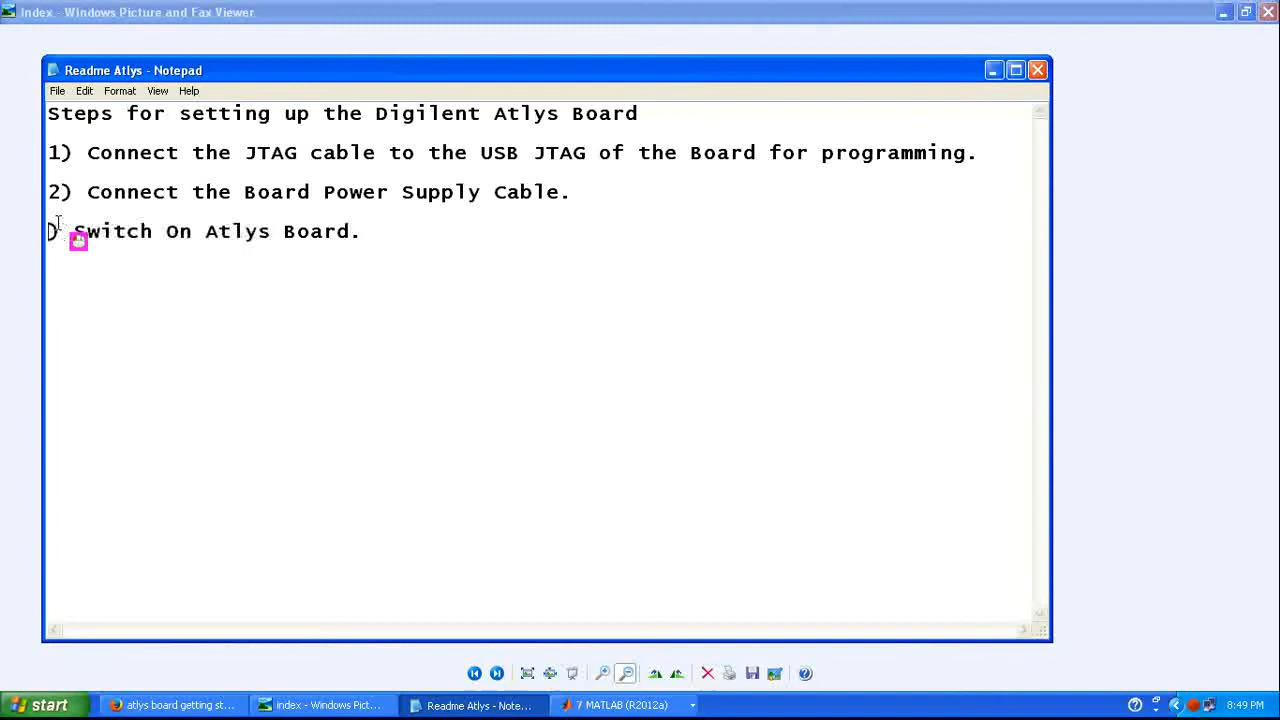 Index - Windows Picture and Fax Viewer
Readme Atlys - Notepad
File Edit Format View Help
Steps for setting up the Digilent Atlys Board
1) Connect the JTAG cable to the USB JTAG of the Board for programming.
2) Connect the Board Power Supply Cable.
) Switch On Atlys Board.
start
atlys board getting st...
index - Windows Pict...
Readme Atlys - Note...
7 MATLAB (R2012a)
8:49 PM